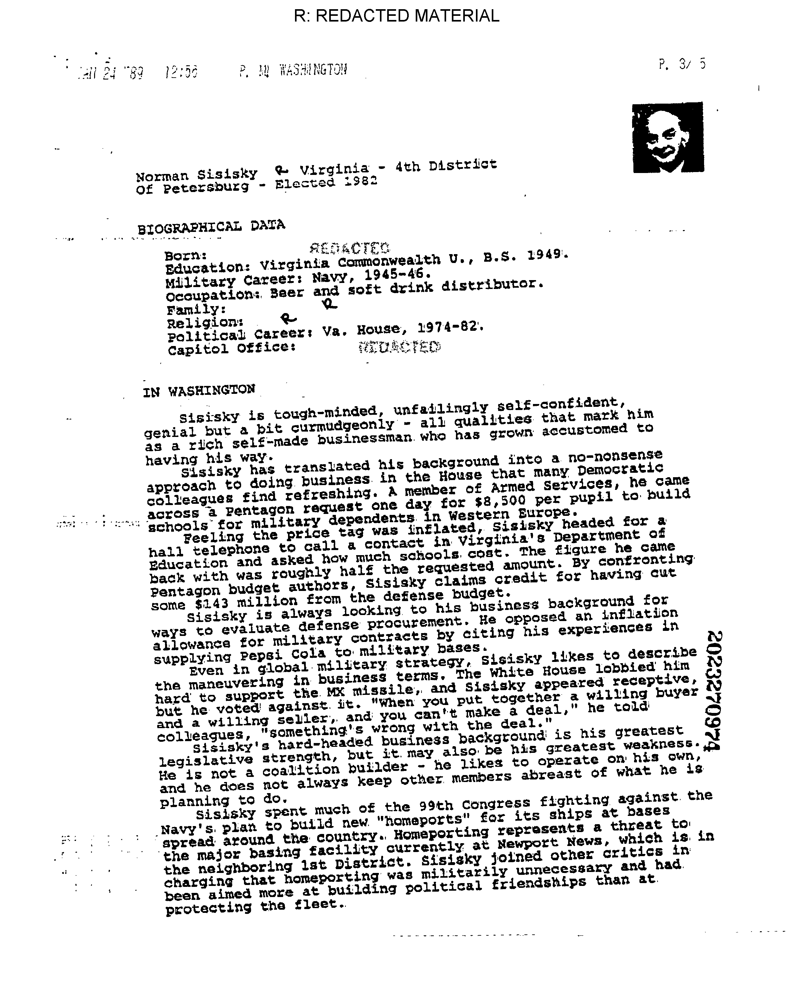 R: REDACTED MATERIAL
JAN 24 '89 12:56 P. M. WASHINGTON P. 3/ 5
Norman Sisisky R Virginia - 4th District
Of Petersburg - Elected 1982
BIOGRAPHICAL DATA
Born: REDACTED
Education: Virginia Commonwealth U., B.S. 1949.
Military Career: Navy, 1945-46.
Occupation: Beer and soft drink distributor.
Family: R
Religion: R
Political Career: Va. House, 1974-82.
Capitol Office: REDACTED
IN WASHINGTON
Sisisky is tough-minded, unfailingly self-confident,
genial but a bit curmudgeonly - all qualities that mark him
as a rich self-made businessman who has grown accustomed to
having his way.
Sisisky has translated his background into a no-nonsense
approach to doing business in the House that many Democratic
colleagues find refreshing. A member of Armed Services, he came
across a Pentagon request one day for $8,500 per pupil to build
schools for military dependents in Western Europe.
Feeling the price tag was inflated, Sisisky headed for a
hall telephone to call a contact in Virginia's Department of
Education and asked how much schools cost. The figure he came
back with was roughly half the requested amount. By confronting
Pentagon budget authors, Sisisky claims credit for having cut
some $143 million from the defense budget.
Sisisky is always looking to his business background for
ways to evaluate defense procurement. He opposed an inflation
allowance for military contracts by citing his experiences in
supplying Pepsi Cola to military bases.
Even in global military strategy, Sisisky likes to describe
the maneuvering in business terms. The White House lobbied him
hard to support the MX missile, and Sisisky appeared receptive,
but he voted against it. "When you put together a willing buyer
and a willing seller, and you can't make a deal," he told
colleagues, "something's wrong with the deal."
Sisisky's hard-headed business background is his greatest
legislative strength, but it may also be his greatest weakness.
He is not a coalition builder - he likes to operate on his own,
and he does not always keep other members abreast of what he is
planning to do.
Sisisky spent much of the 99th Congress fighting against the
Navy's plan to build new "homeports" for its ships at bases
spread around the country. Homeporting represents a threat to
the major basing facility currently at Newport News, which is in
the neighboring 1st District. Sisisky joined other critics in
charging that homeporting was militarily unnecessary and had
been aimed more at building political friendships than at
protecting the fleet.
2023270974